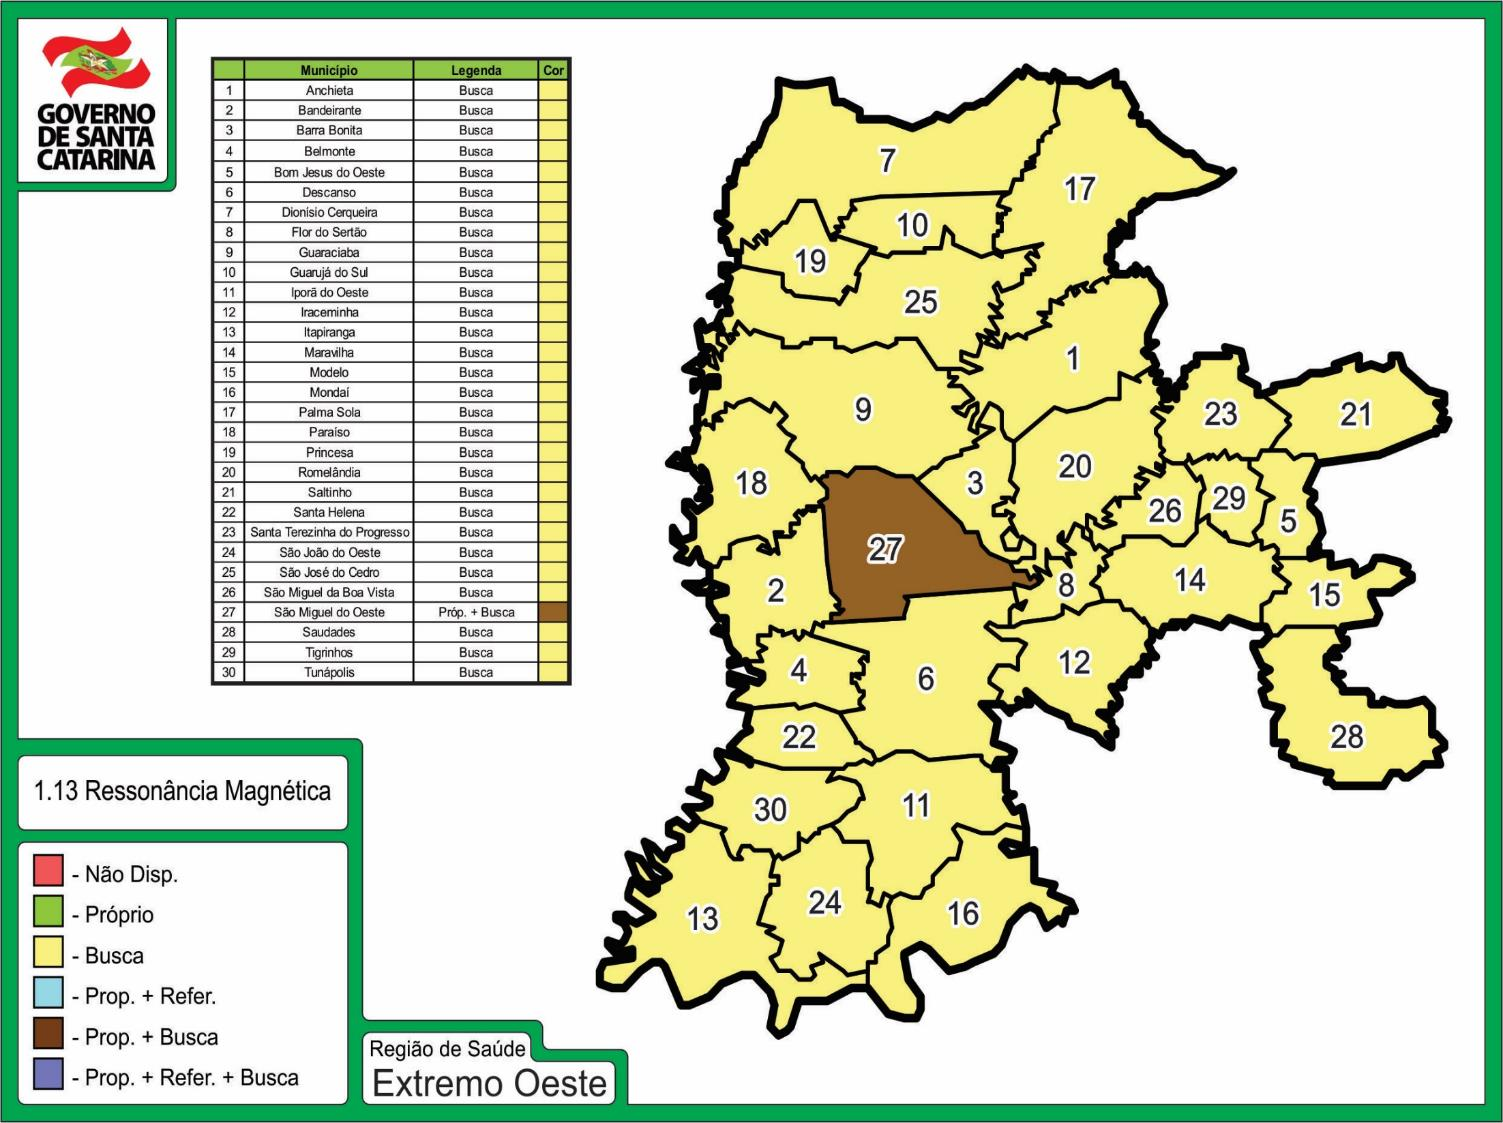 GOVERNO
DE SANTA
CATARINA
Município Legenda Cor
1 Anchieta Busca
2 Bandeirante Busca
3 Barra Bonita Busca
4 Belmonte Busca
5 Bom Jesus do Oeste Busca
6 Descanso Busca
7 Dionísio Cerqueira Busca
8 Flor do Sertão Busca
9 Guaraciaba Busca
10 Guarujá do Sul Busca
11 Iporã do Oeste Busca
12 Iraceminha Busca
13 Itapiranga Busca
14 Maravilha Busca
15 Modelo Busca
16 Mondaí Busca
17 Palma Sola Busca
18 Paraíso Busca
19 Princesa Busca
20 Romelândia Busca
21 Saltinho Busca
22 Santa Helena Busca
23 Santa Terezinha do Progresso Busca
24 São João do Oeste Busca
25 São José do Cedro Busca
26 São Miguel da Boa Vista Busca
27 São Miguel do Oeste Próp. + Busca
28 Saudades Busca
29 Tigrinhos Busca
30 Tunápolis Busca
7
17
10
19
25
1
9
23
21
20
18
3
29
26
5
27
14
8
2
15
12
4
6
22
28
11
30
24
16
13
1.13 Ressonância Magnética
- Não Disp.
- Próprio
- Busca
- Prop. + Refer.
- Prop. + Busca
- Prop. + Refer. + Busca
Região de Saúde
Extremo Oeste